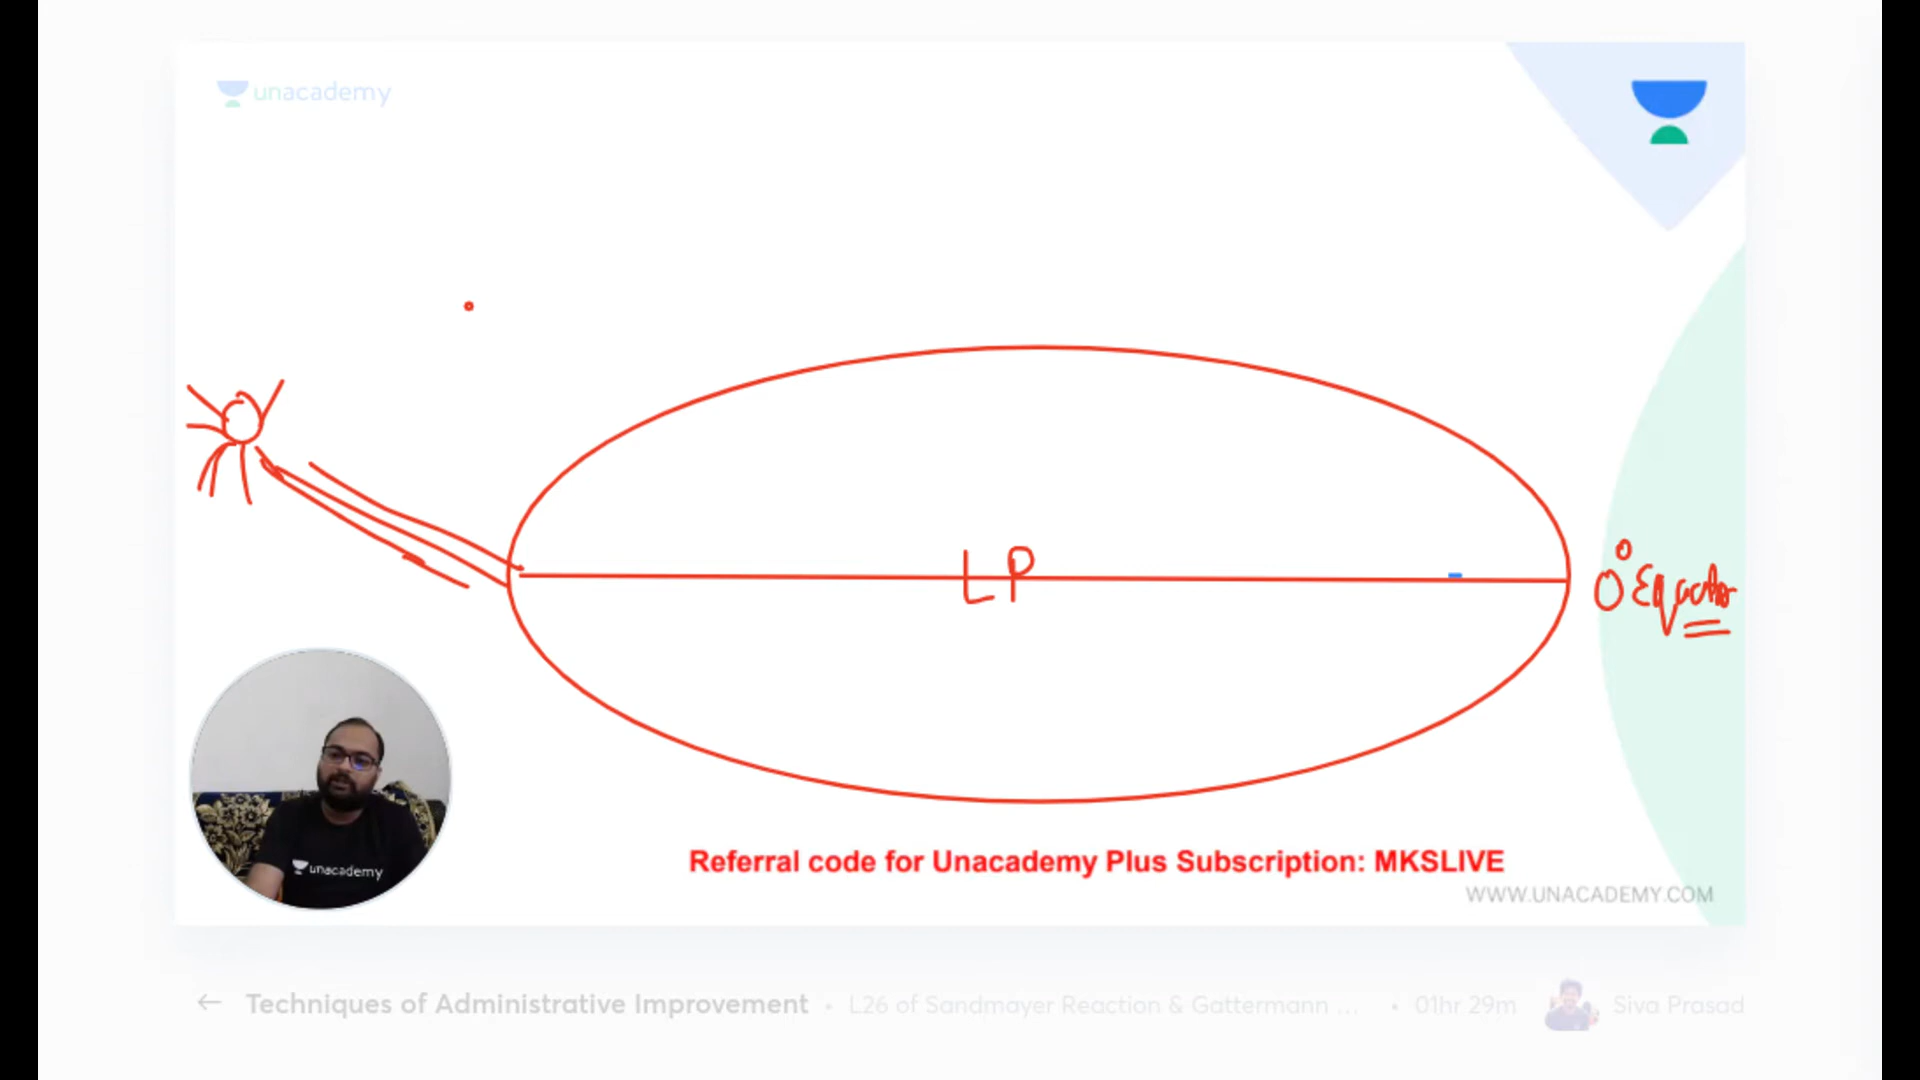 unacademy
LP
0° Equator
unacademy
Referral code for Unacademy Plus Subscription: MKSLIVE
WWW.UNACADEMY.COM
← Techniques of Administrative Improvement • L26 of Sandmayer Reaction & Gattermann ... • 01hr 29m Siva Prasad